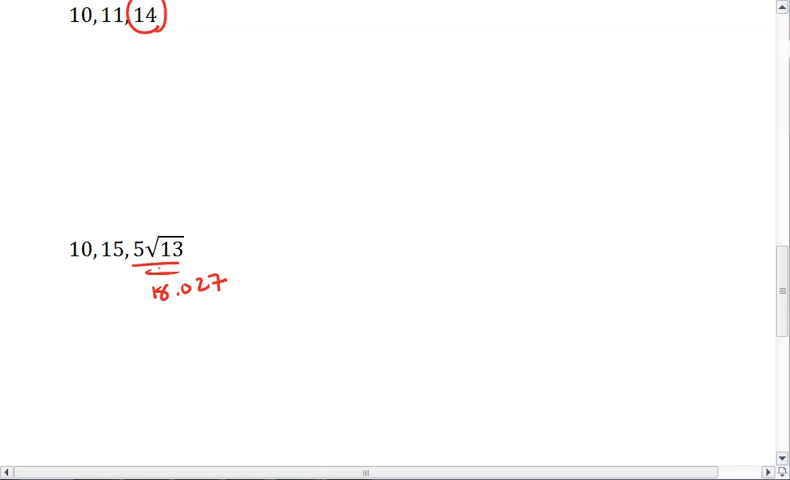 10, 11, 14
10, 15, 5√13
18.027